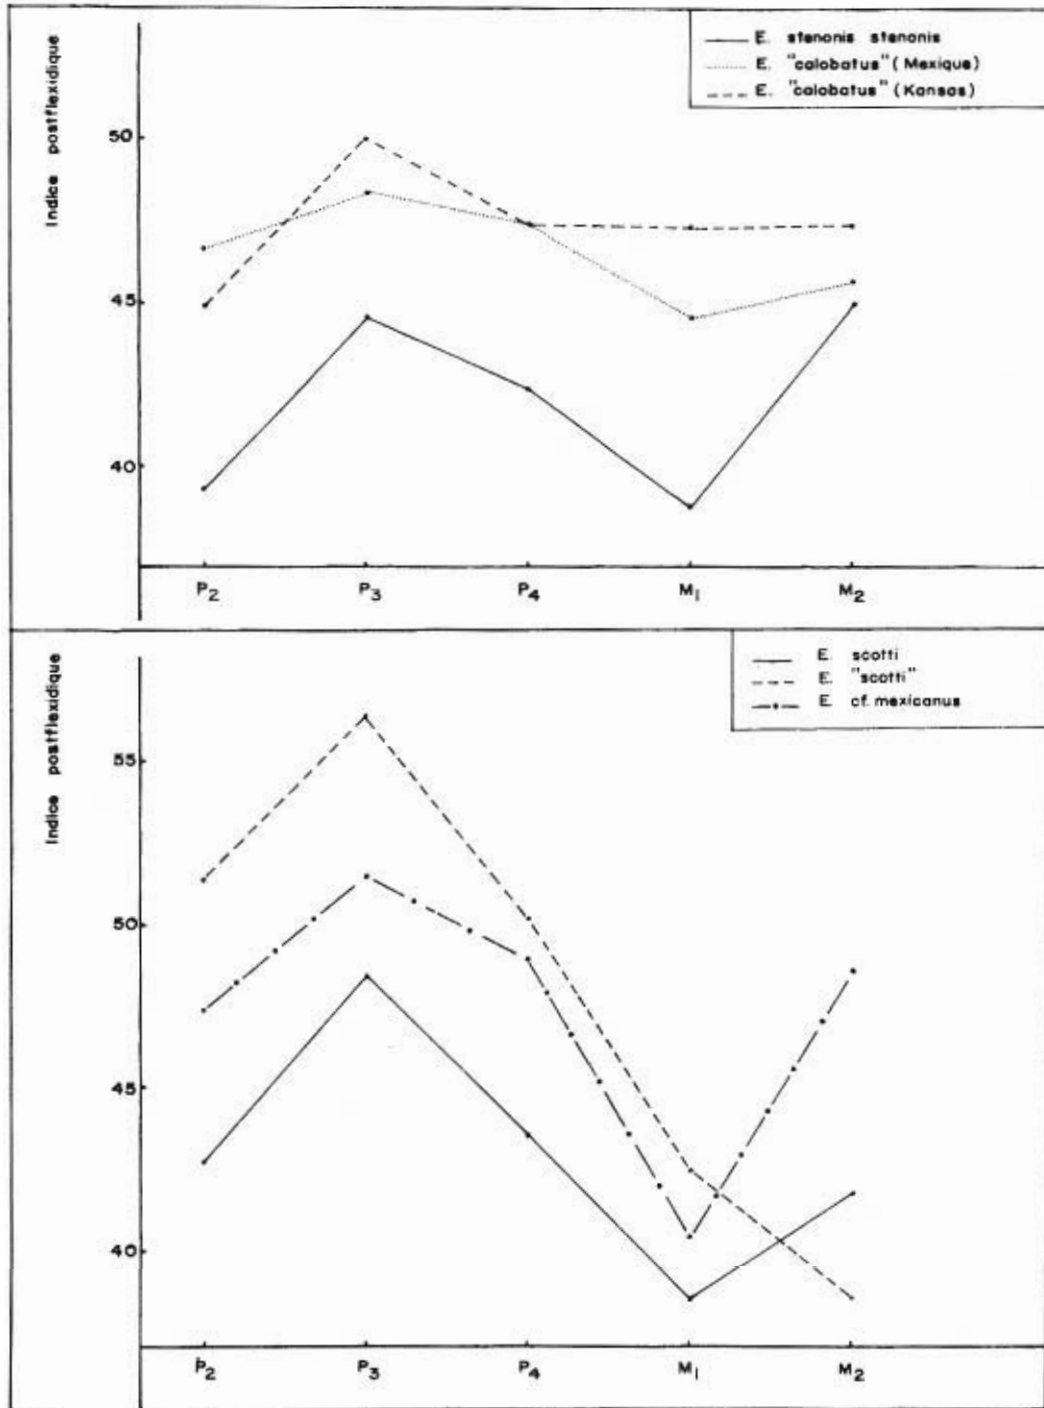 Indice postflexidique
E. stenonis stenonis
E. "calobatus" (Mexique)
E. "calobatus" (Kansas)
50
45
40
P2 P3 P4 M1 M2
Indice postflexidique
E. scotti
E. "scotti"
E. cf. mexicanus
55
50
45
40
P2 P3 P4 M1 M2